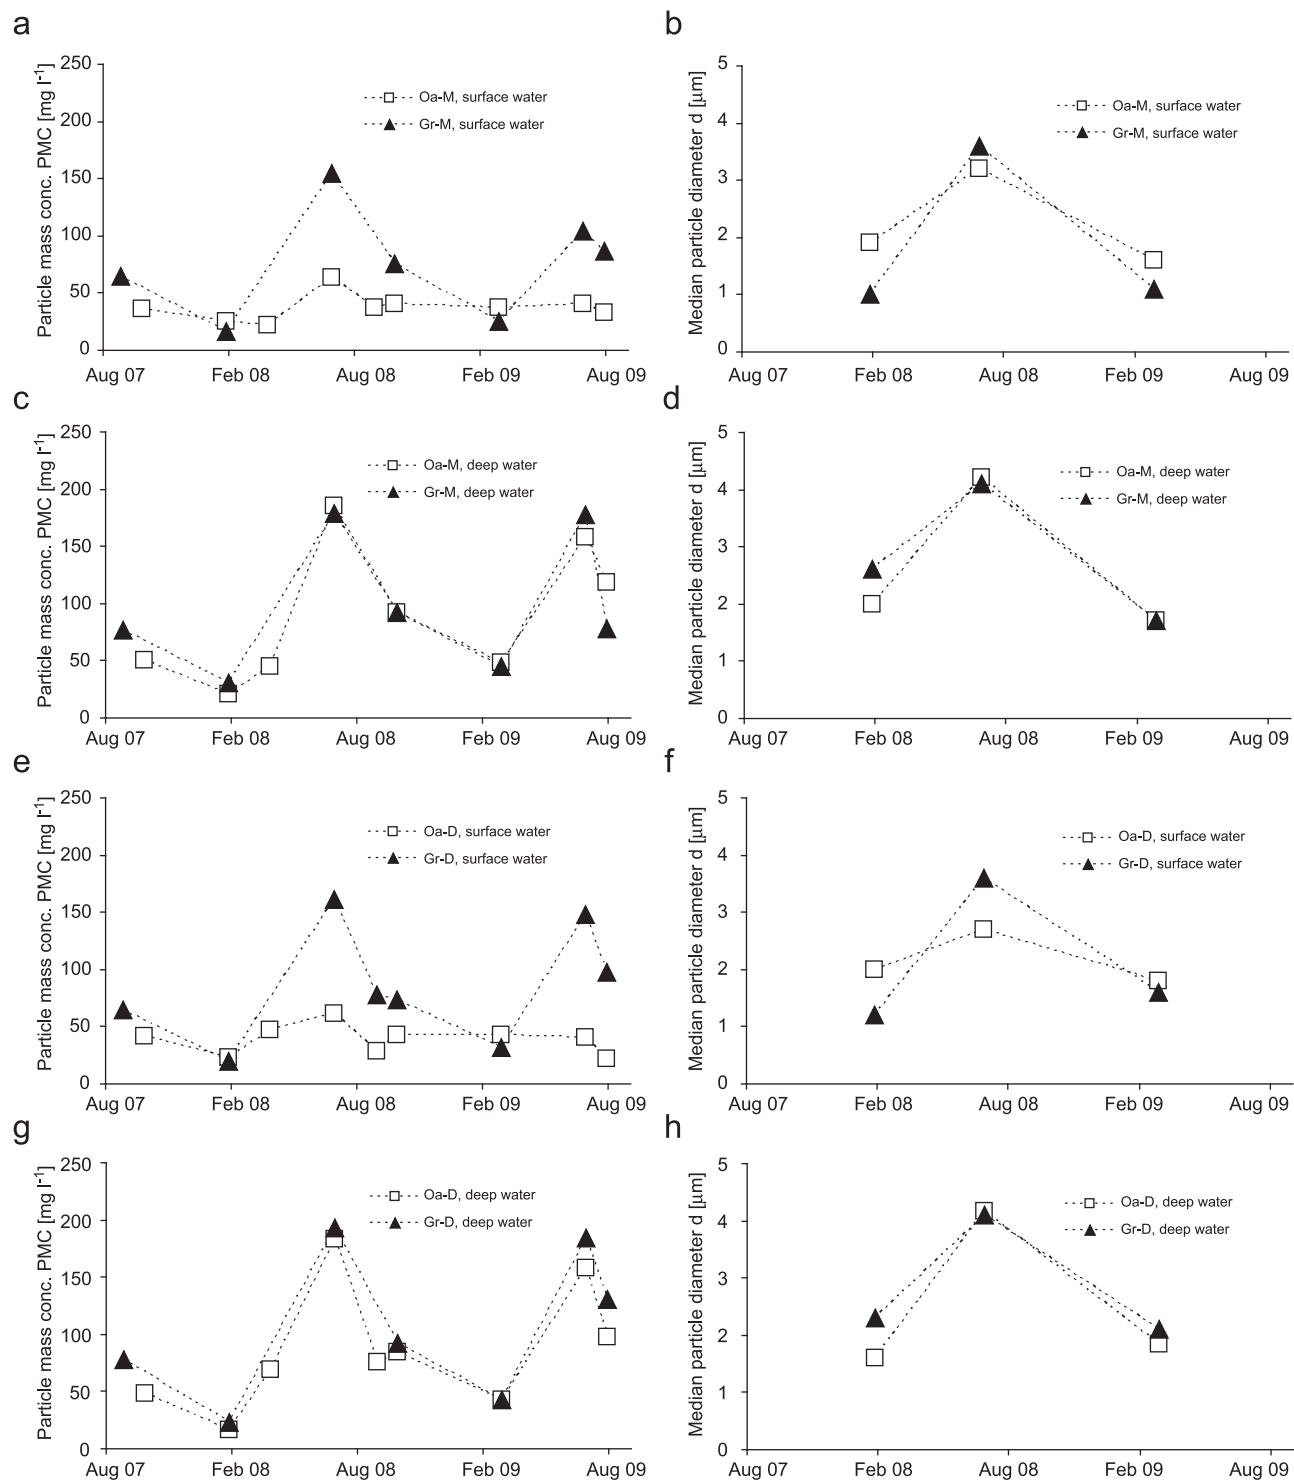 a
Particle mass conc. PMC [mg l-1]
250
200
150
100
50
0
Oa-M, surface water
Gr-M, surface water
Aug 07 Feb 08 Aug 08 Feb 09 Aug 09
b
Median particle diameter d [µm]
5
4
3
2
1
0
Oa-M, surface water
Gr-M, surface water
Aug 07 Feb 08 Aug 08 Feb 09 Aug 09
c
Particle mass conc. PMC [mg l-1]
250
200
150
100
50
0
Oa-M, deep water
Gr-M, deep water
Aug 07 Feb 08 Aug 08 Feb 09 Aug 09
d
Median particle diameter d [µm]
5
4
3
2
1
0
Oa-M, deep water
Gr-M, deep water
Aug 07 Feb 08 Aug 08 Feb 09 Aug 09
e
Particle mass conc. PMC [mg l-1]
250
200
150
100
50
0
Oa-D, surface water
Gr-D, surface water
Aug 07 Feb 08 Aug 08 Feb 09 Aug 09
f
Median particle diameter d [µm]
5
4
3
2
1
0
Oa-D, surface water
Gr-D, surface water
Aug 07 Feb 08 Aug 08 Feb 09 Aug 09
g
Particle mass conc. PMC [mg l-1]
250
200
150
100
50
0
Oa-D, deep water
Gr-D, deep water
Aug 07 Feb 08 Aug 08 Feb 09 Aug 09
h
Median particle diameter d [µm]
5
4
3
2
1
0
Oa-D, deep water
Gr-D, deep water
Aug 07 Feb 08 Aug 08 Feb 09 Aug 09